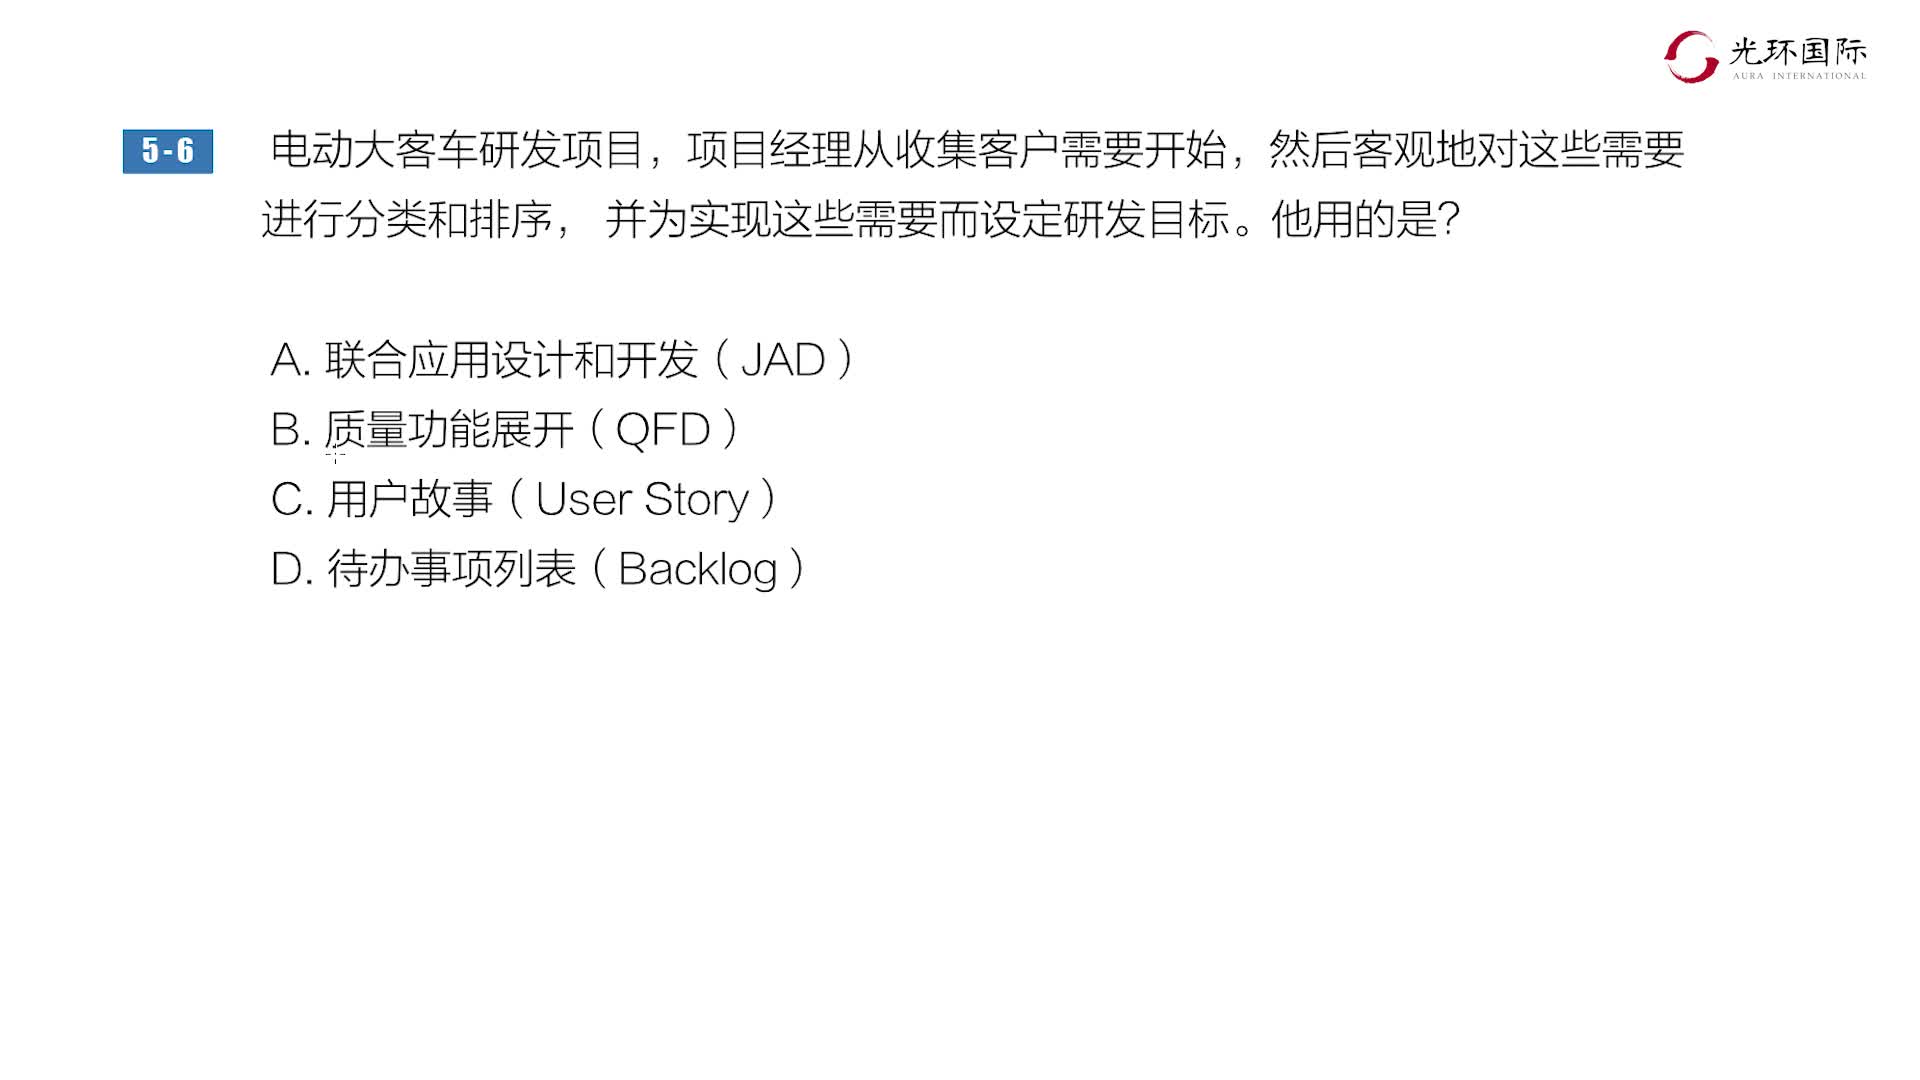 光环国际
AURA INTERNATIONAL
5-6 电动大客车研发项目，项目经理从收集客户需要开始，然后客观地对这些需要
进行分类和排序， 并为实现这些需要而设定研发目标。他用的是？
A. 联合应用设计和开发（JAD）
B. 质量功能展开（QFD）
C. 用户故事（User Story）
D. 待办事项列表（Backlog）